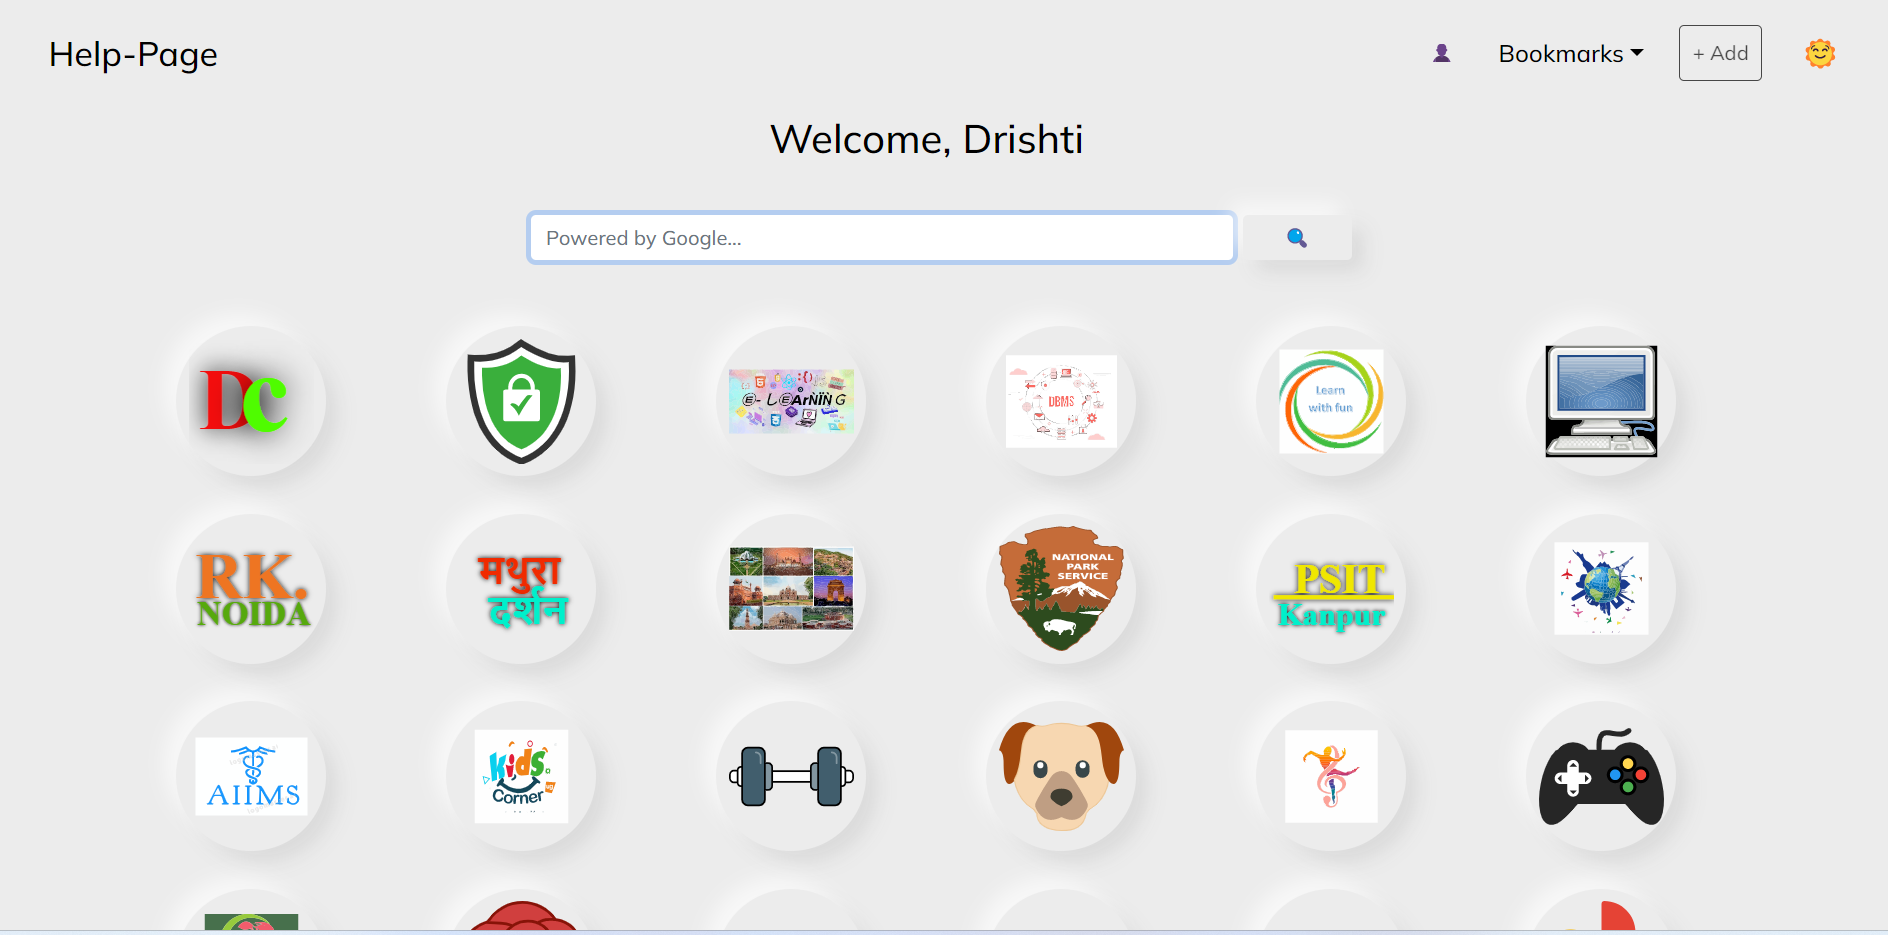 Help-Page
Bookmarks
+ Add
Welcome, Drishti
Powered by Google...
DC
E-LEArNiNG
DBMS
Learn
with fun
RK.
NOIDA
मथुरा
दर्शन
NATIONAL
PARK
SERVICE
PSIT
Kanpur
AIIMS
Kids
Corner